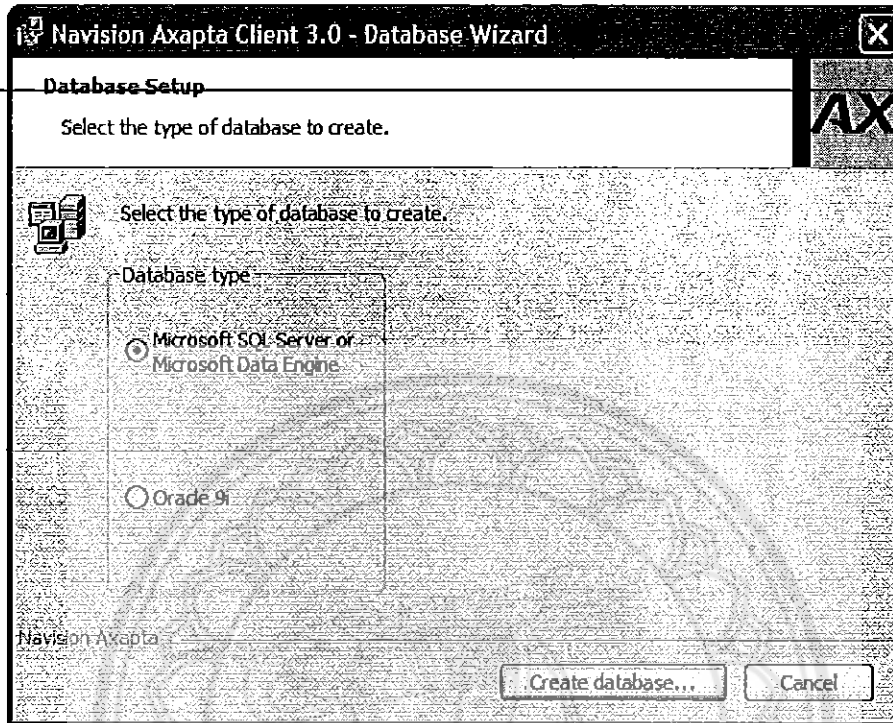 Navision Axapta Client 3.0 - Database Wizard
Database Setup
Select the type of database to create.
AX
Select the type of database to create.
Database type
Microsoft SQL Server or
Microsoft Data Engine
Oracle 9i
Navision Axapta
Create database...
Cancel